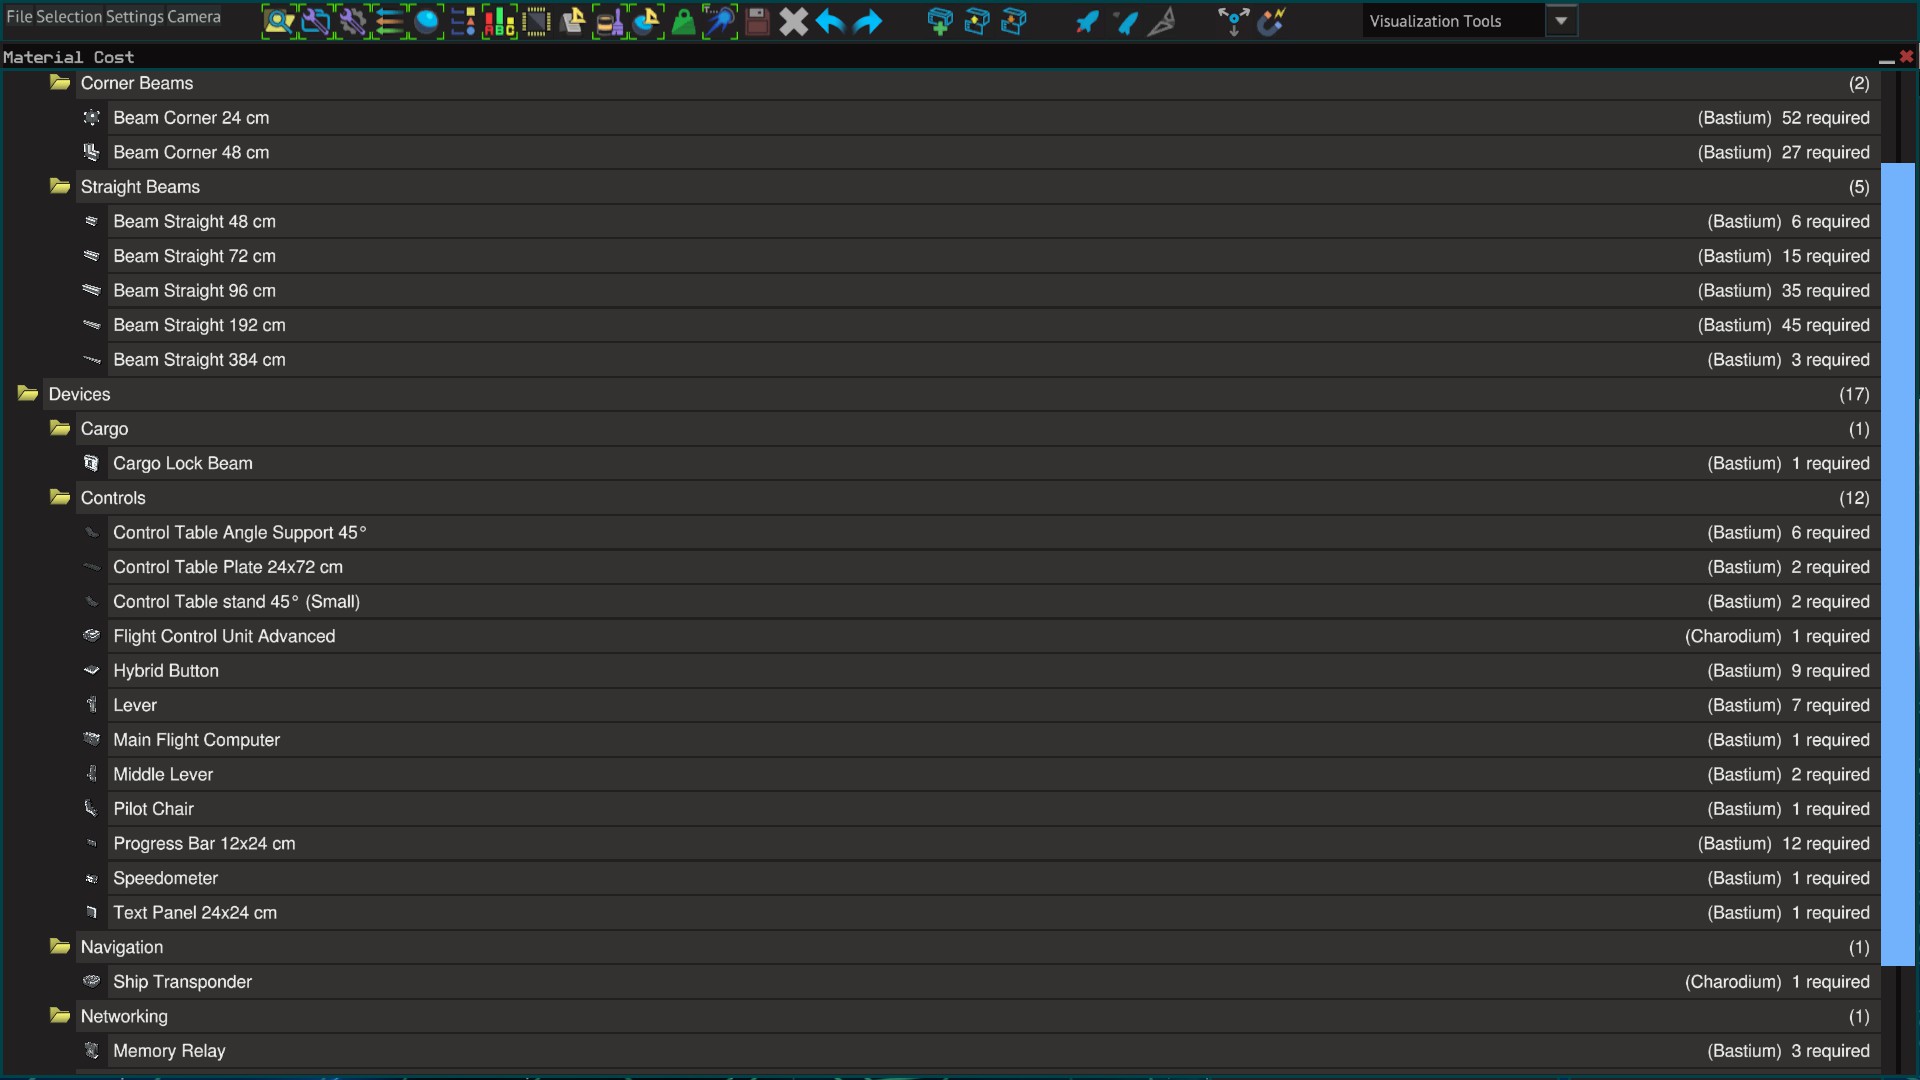 File Selection Settings Camera
ABC
Visualization Tools
Material Cost
Corner Beams (2)
Beam Corner 24 cm (Bastium) 52 required
Beam Corner 48 cm (Bastium) 27 required
Straight Beams (5)
Beam Straight 48 cm (Bastium) 6 required
Beam Straight 72 cm (Bastium) 15 required
Beam Straight 96 cm (Bastium) 35 required
Beam Straight 192 cm (Bastium) 45 required
Beam Straight 384 cm (Bastium) 3 required
Devices (17)
Cargo (1)
Cargo Lock Beam (Bastium) 1 required
Controls (12)
Control Table Angle Support 45° (Bastium) 6 required
Control Table Plate 24x72 cm (Bastium) 2 required
Control Table stand 45° (Small) (Bastium) 2 required
Flight Control Unit Advanced (Charodium) 1 required
Hybrid Button (Bastium) 9 required
Lever (Bastium) 7 required
Main Flight Computer (Bastium) 1 required
Middle Lever (Bastium) 2 required
Pilot Chair (Bastium) 1 required
Progress Bar 12x24 cm (Bastium) 12 required
Speedometer (Bastium) 1 required
Text Panel 24x24 cm (Bastium) 1 required
Navigation (1)
Ship Transponder (Charodium) 1 required
Networking (1)
Memory Relay (Bastium) 3 required